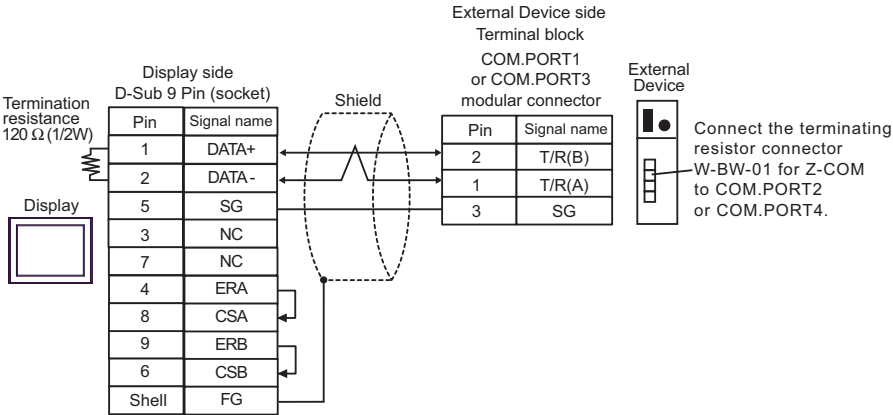 External Device side
Terminal block
COM.PORT1
or COM.PORT3
modular connector
Display side
D-Sub 9 Pin (socket)
Shield
External
Device
Termination
resistance
120 Ω (1/2W)
Pin Signal name
1 DATA+
2 DATA-
5 SG
3 NC
7 NC
4 ERA
8 CSA
9 ERB
6 CSB
Shell FG
Display
Pin Signal name
2 T/R(B)
1 T/R(A)
3 SG
Connect the terminating
resistor connector
W-BW-01 for Z-COM
to COM.PORT2
or COM.PORT4.